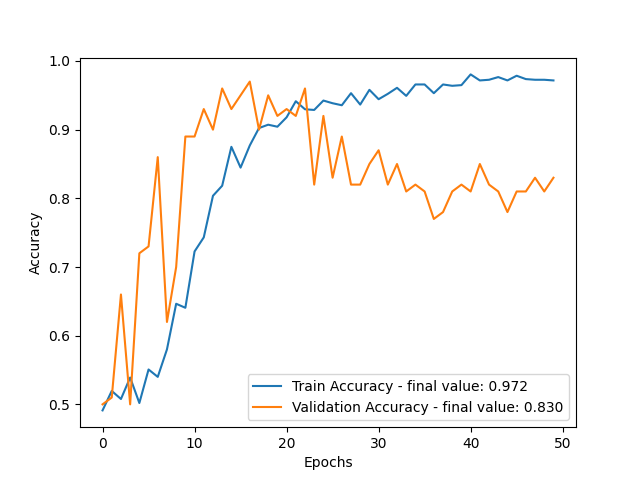 1.0
0.9
0.8
0.7
0.6
0.5
Accuracy
Train Accuracy - final value: 0.972
Validation Accuracy - final value: 0.830
0 10 20 30 40 50
Epochs